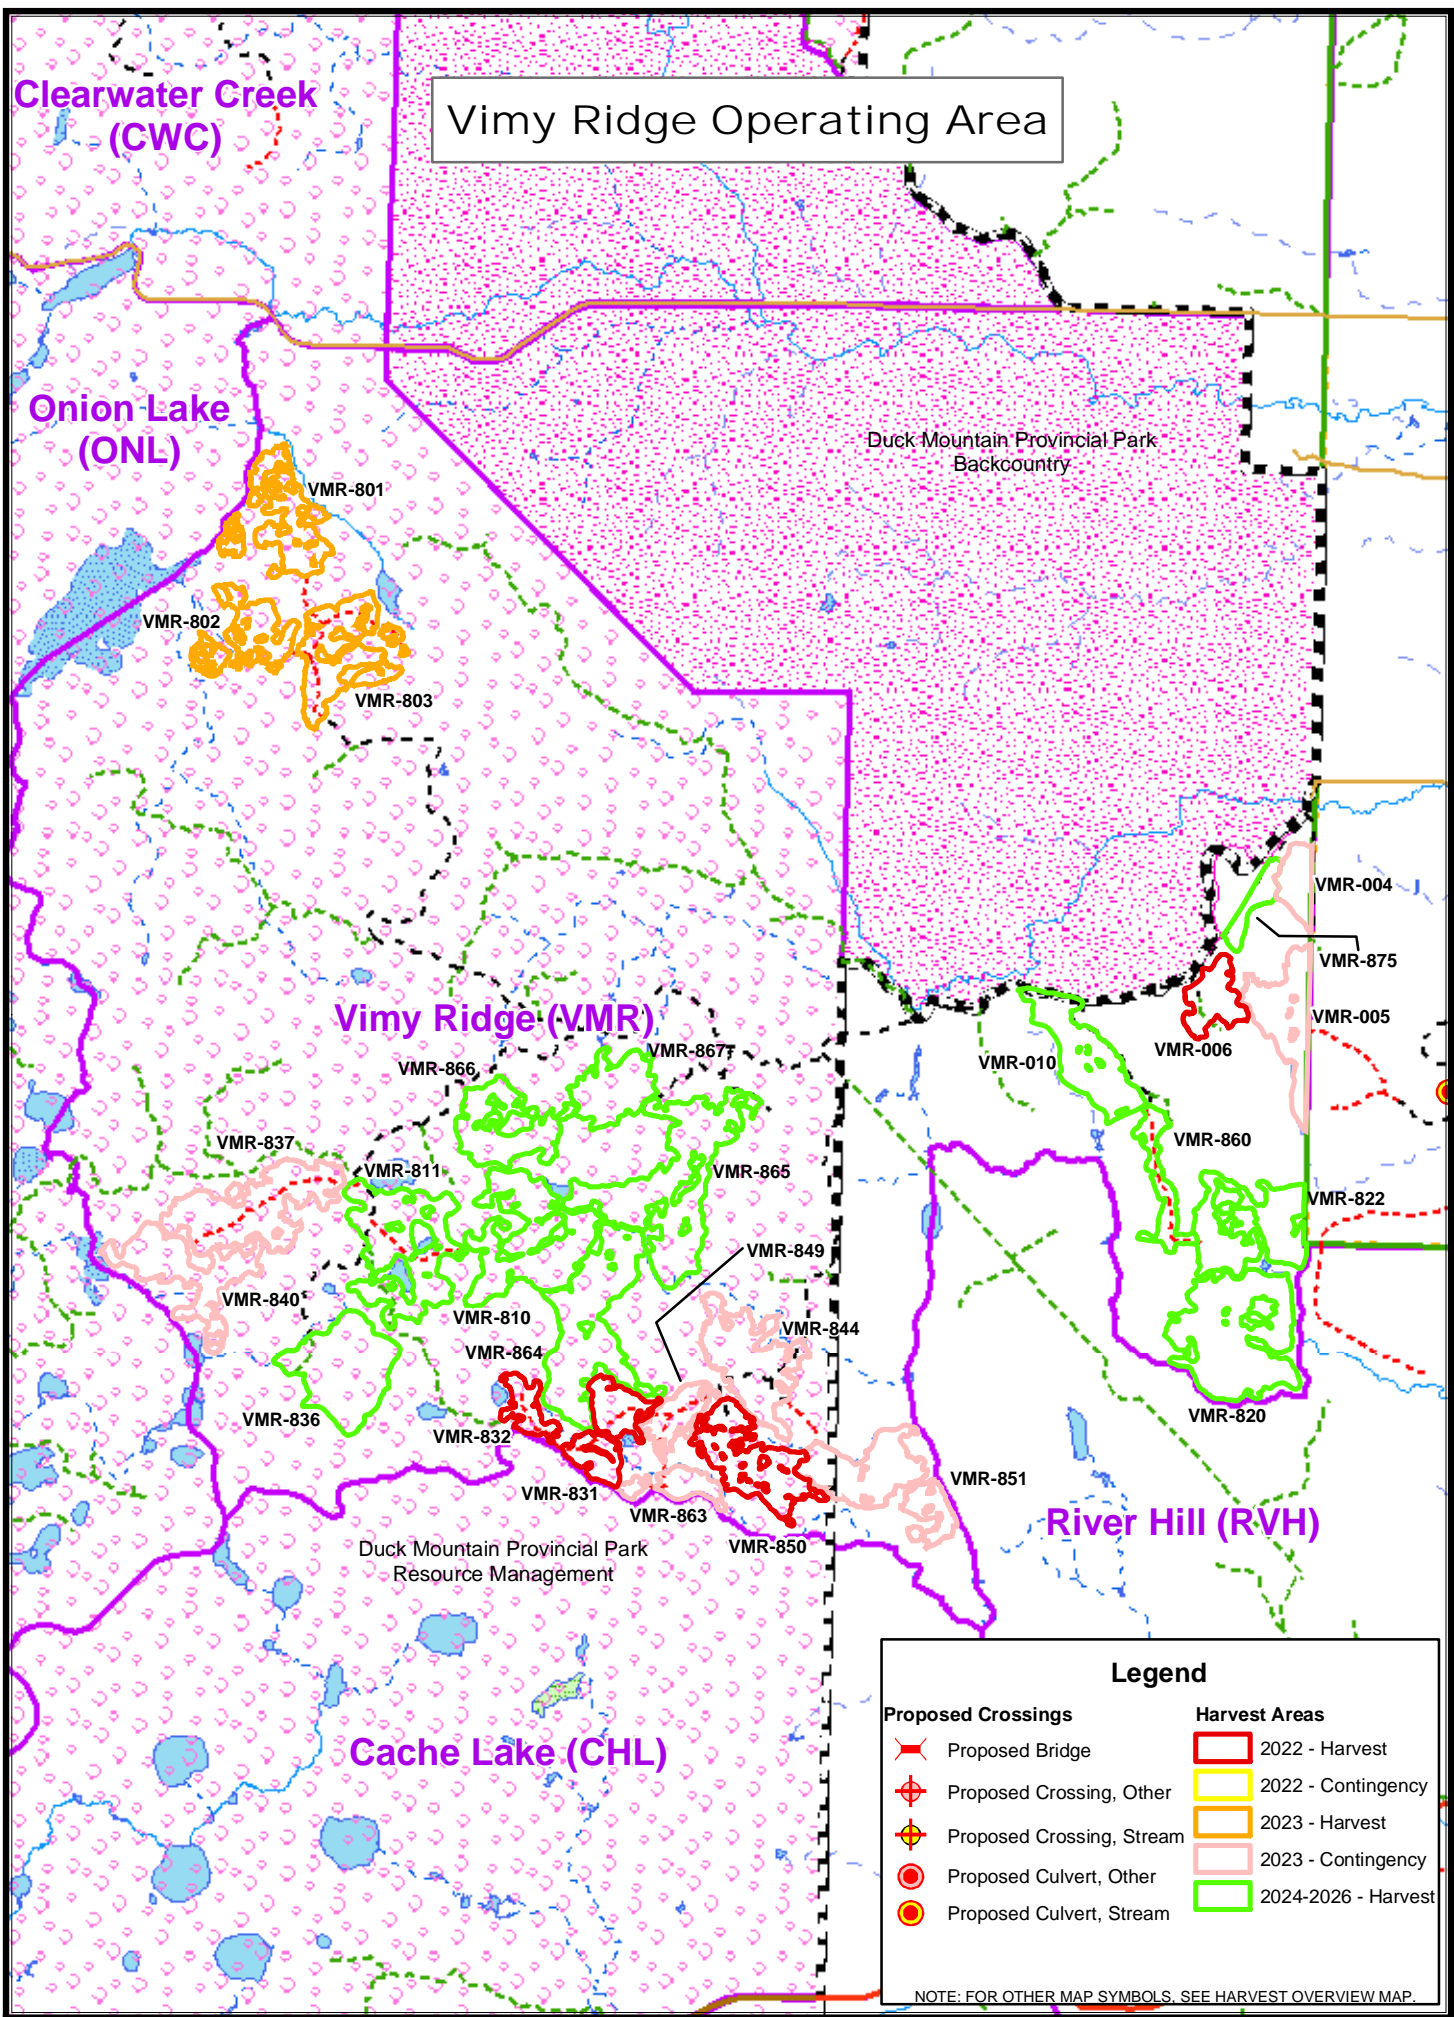 Clearwater Creek
(CWC)
Vimy Ridge Operating Area
Onion Lake
(ONL)
Duck Mountain Provincial Park
Backcountry
VMR-801
VMR-802
VMR-803
VMR-004
VMR-875
VMR-005
VMR-006
VMR-010
Vimy Ridge (VMR)
VMR-867
VMR-866
VMR-860
VMR-837
VMR-811
VMR-865
VMR-822
VMR-849
VMR-840
VMR-810
VMR-844
VMR-864
VMR-836
VMR-832
VMR-820
VMR-831
VMR-851
VMR-863
VMR-850
River Hill (RVH)
Duck Mountain Provincial Park
Resource Management
Cache Lake (CHL)
Legend
Proposed Crossings
Proposed Bridge
Proposed Crossing, Other
Proposed Crossing, Stream
Proposed Culvert, Other
Proposed Culvert, Stream
Harvest Areas
2022 - Harvest
2022 - Contingency
2023 - Harvest
2023 - Contingency
2024-2026 - Harvest
NOTE: FOR OTHER MAP SYMBOLS, SEE HARVEST OVERVIEW MAP.